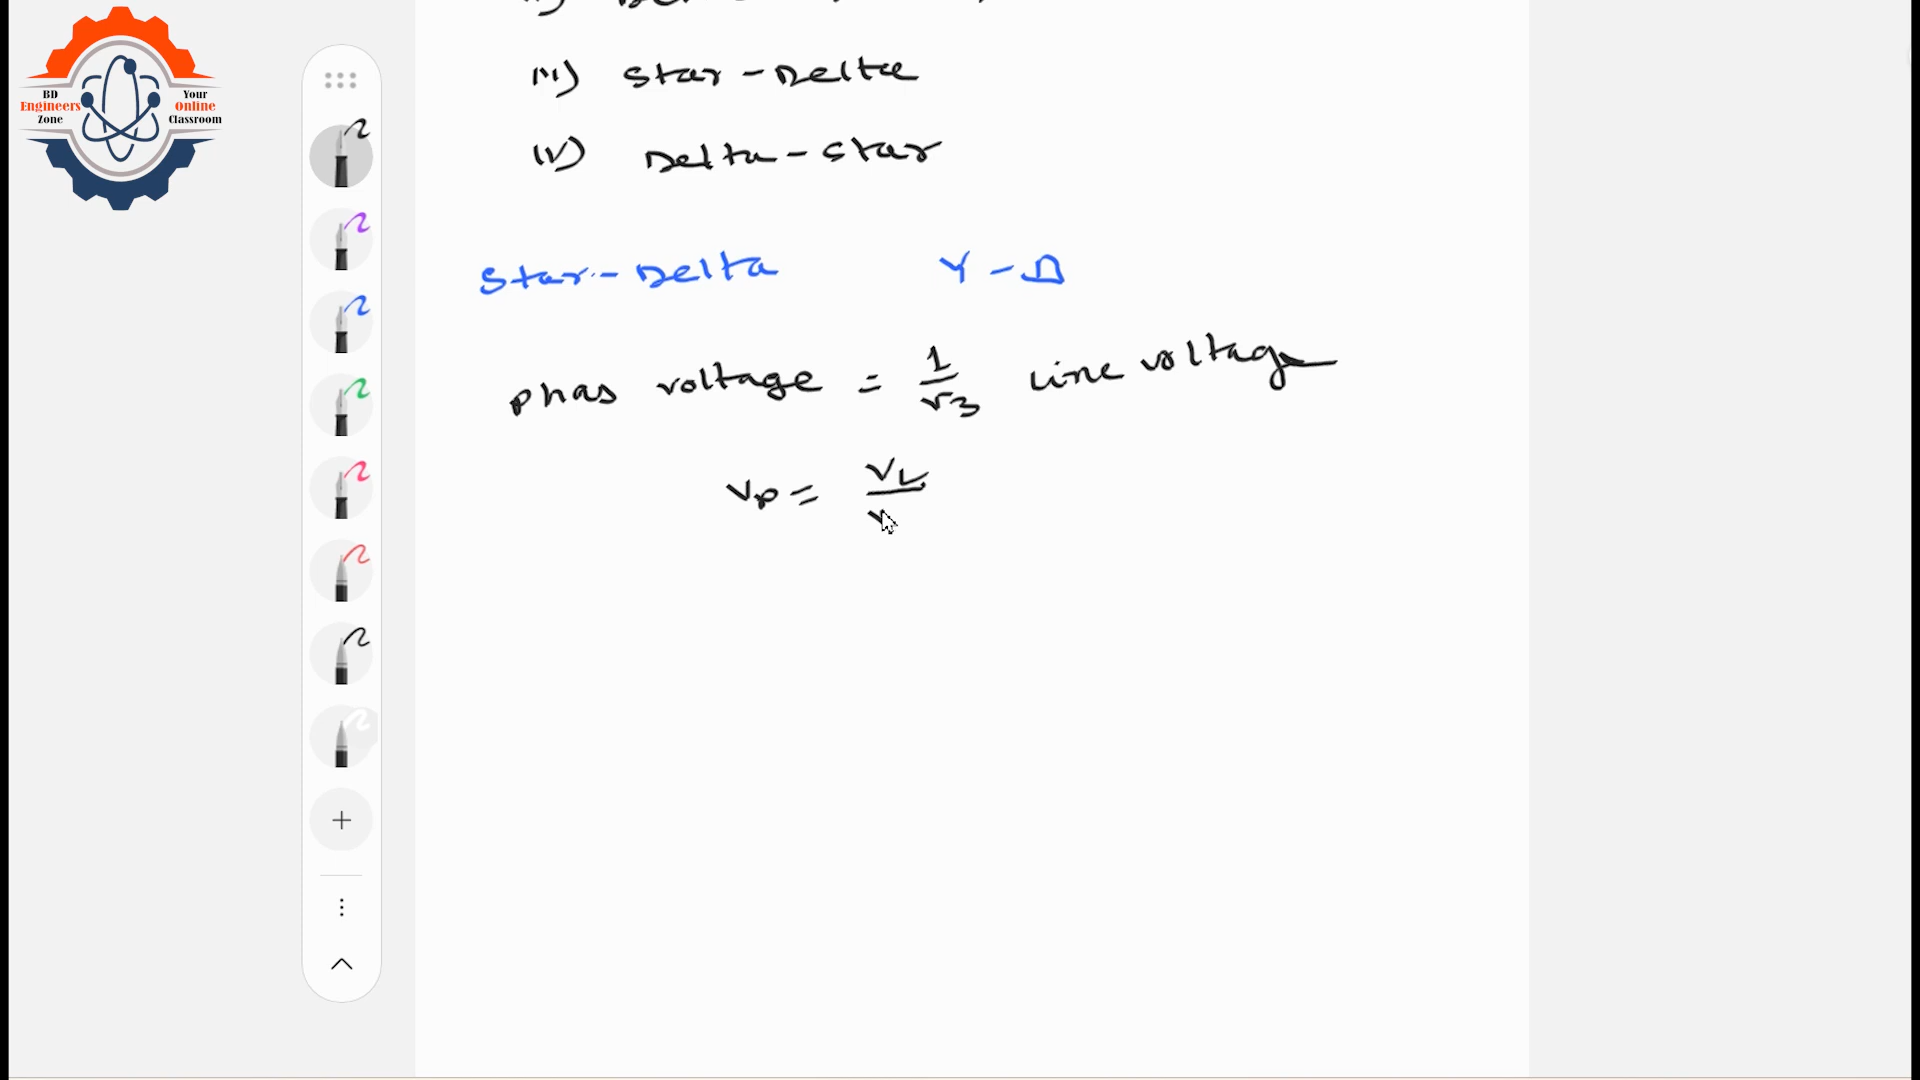 BD
Engineers
Zone
Your
Online
Classroom
iii) Star - Delta
iv) Delta - Star
Star - Delta Y - Δ
phas voltage = 1/√3 Line voltage
Vp = VL